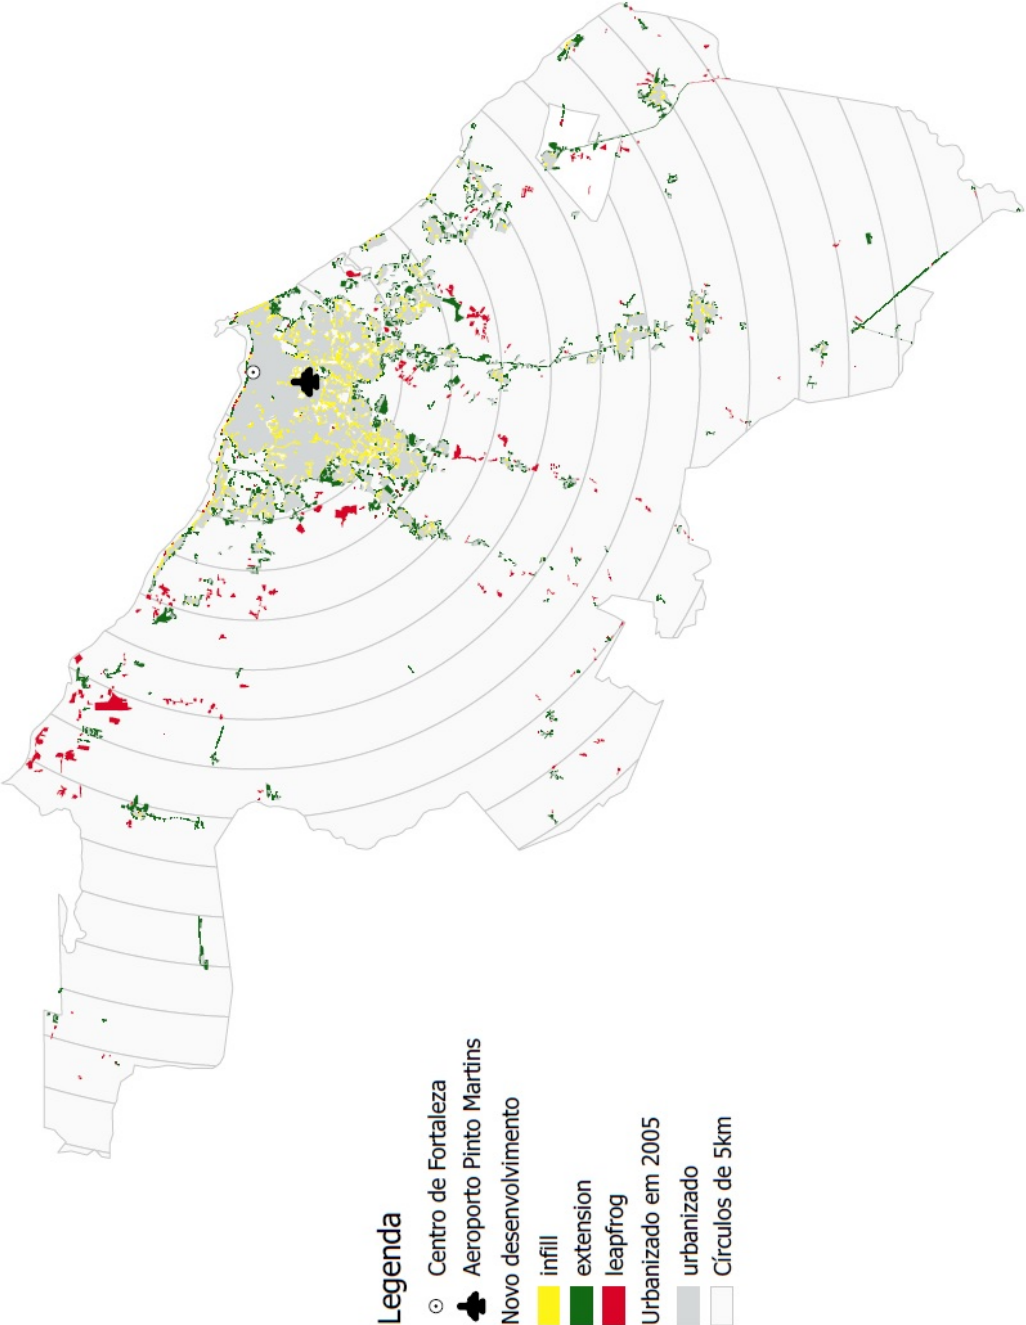 Legenda
Centro de Fortaleza
Aeroporto Pinto Martins
Novo desenvolvimento
infill
extension
leapfrog
Urbanizado em 2005
urbanizado
Círculos de 5km